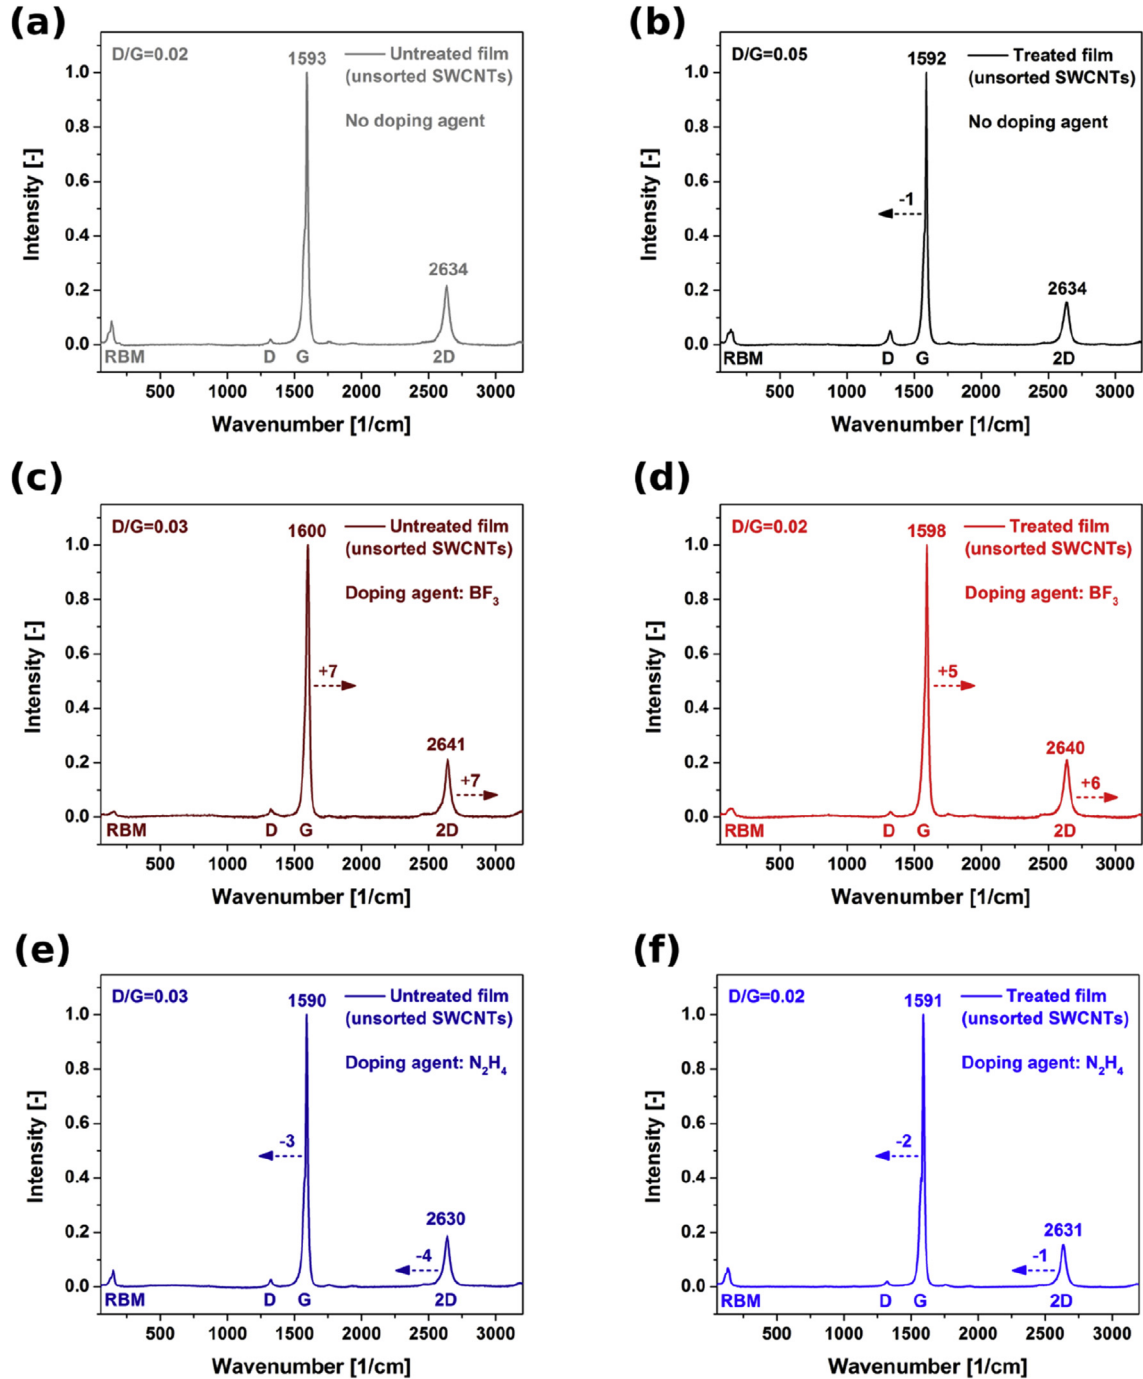 (a)
D/G=0.02
1593
Untreated film
(unsorted SWCNTs)
No doping agent
2634
1.0
0.8
0.6
0.4
0.2
0.0
RBM D G 2D
500 1000 1500 2000 2500 3000
Wavenumber [1/cm]
Intensity [-]
(b)
D/G=0.05
1592
Treated film
(unsorted SWCNTs)
No doping agent
-1
2634
1.0
0.8
0.6
0.4
0.2
0.0
RBM D G 2D
500 1000 1500 2000 2500 3000
Wavenumber [1/cm]
Intensity [-]
(c)
D/G=0.03
1600
Untreated film
(unsorted SWCNTs)
Doping agent: BF₃
+7
2641
+7
1.0
0.8
0.6
0.4
0.2
0.0
RBM D G 2D
500 1000 1500 2000 2500 3000
Wavenumber [1/cm]
Intensity [-]
(d)
D/G=0.02
1598
Treated film
(unsorted SWCNTs)
Doping agent: BF₃
+5
2640
+6
1.0
0.8
0.6
0.4
0.2
0.0
RBM D G 2D
500 1000 1500 2000 2500 3000
Wavenumber [1/cm]
Intensity [-]
(e)
D/G=0.03
1590
Untreated film
(unsorted SWCNTs)
Doping agent: N₂H₄
-3
2630
-4
1.0
0.8
0.6
0.4
0.2
0.0
RBM D G 2D
500 1000 1500 2000 2500 3000
Wavenumber [1/cm]
Intensity [-]
(f)
D/G=0.02
1591
Treated film
(unsorted SWCNTs)
Doping agent: N₂H₄
-2
2631
-1
1.0
0.8
0.6
0.4
0.2
0.0
RBM D G 2D
500 1000 1500 2000 2500 3000
Wavenumber [1/cm]
Intensity [-]